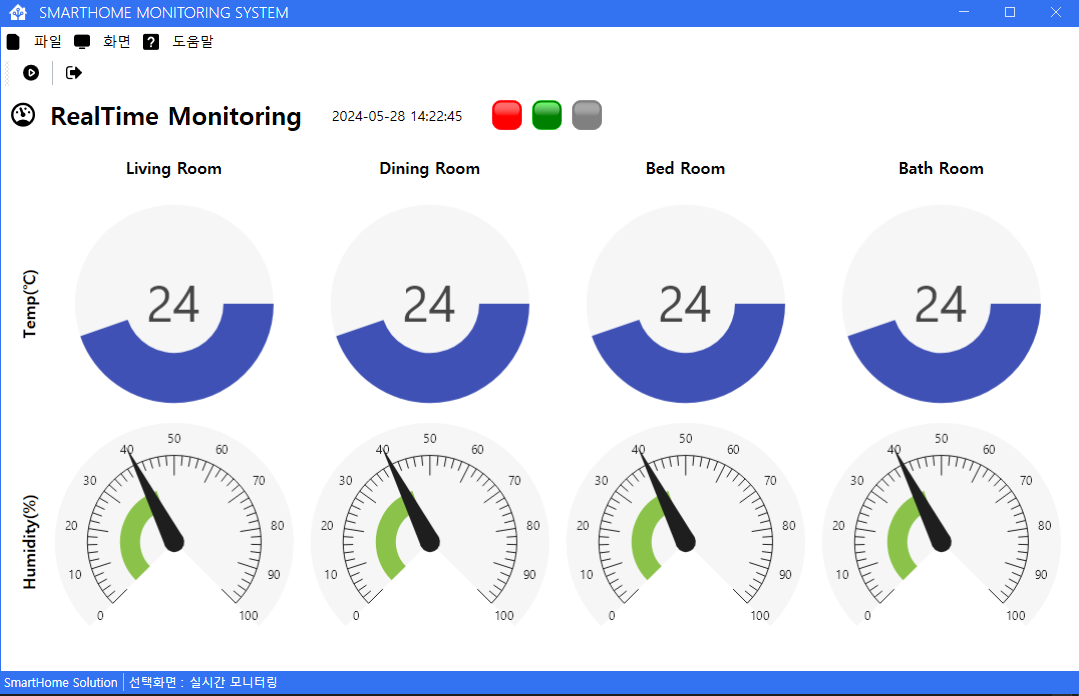 SMARTHOME MONITORING SYSTEM
파일 화면 ? 도움말
RealTime Monitoring 2024-05-28 14:22:45
Living Room Dining Room Bed Room Bath Room
Temp(℃)
24 24 24 24
Humidity(%)
0 10 20 30 40 50 60 70 80 90 100
0 10 20 30 40 50 60 70 80 90 100
0 10 20 30 40 50 60 70 80 90 100
0 10 20 30 40 50 60 70 80 90 100
SmartHome Solution 선택화면 : 실시간 모니터링